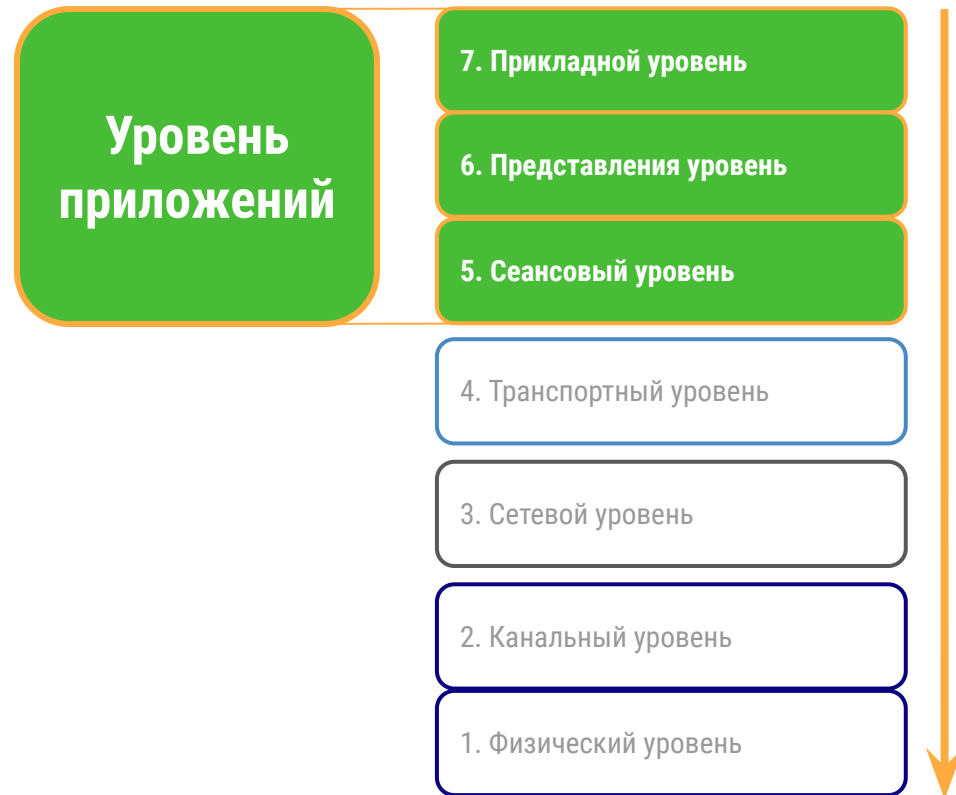 Уровень
приложений
7. Прикладной уровень
6. Представления уровень
5. Сеансовый уровень
4. Транспортный уровень
3. Сетевой уровень
2. Канальный уровень
1. Физический уровень